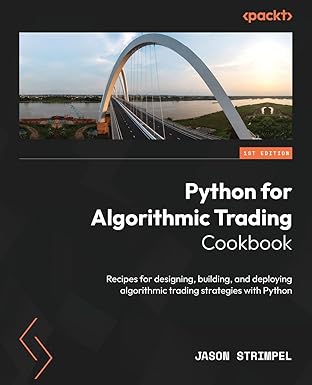 <packt>
1ST EDITION
Python for
Algorithmic Trading
Cookbook
Recipes for designing, building, and deploying
algorithmic trading strategies with Python
JASON STRIMPEL